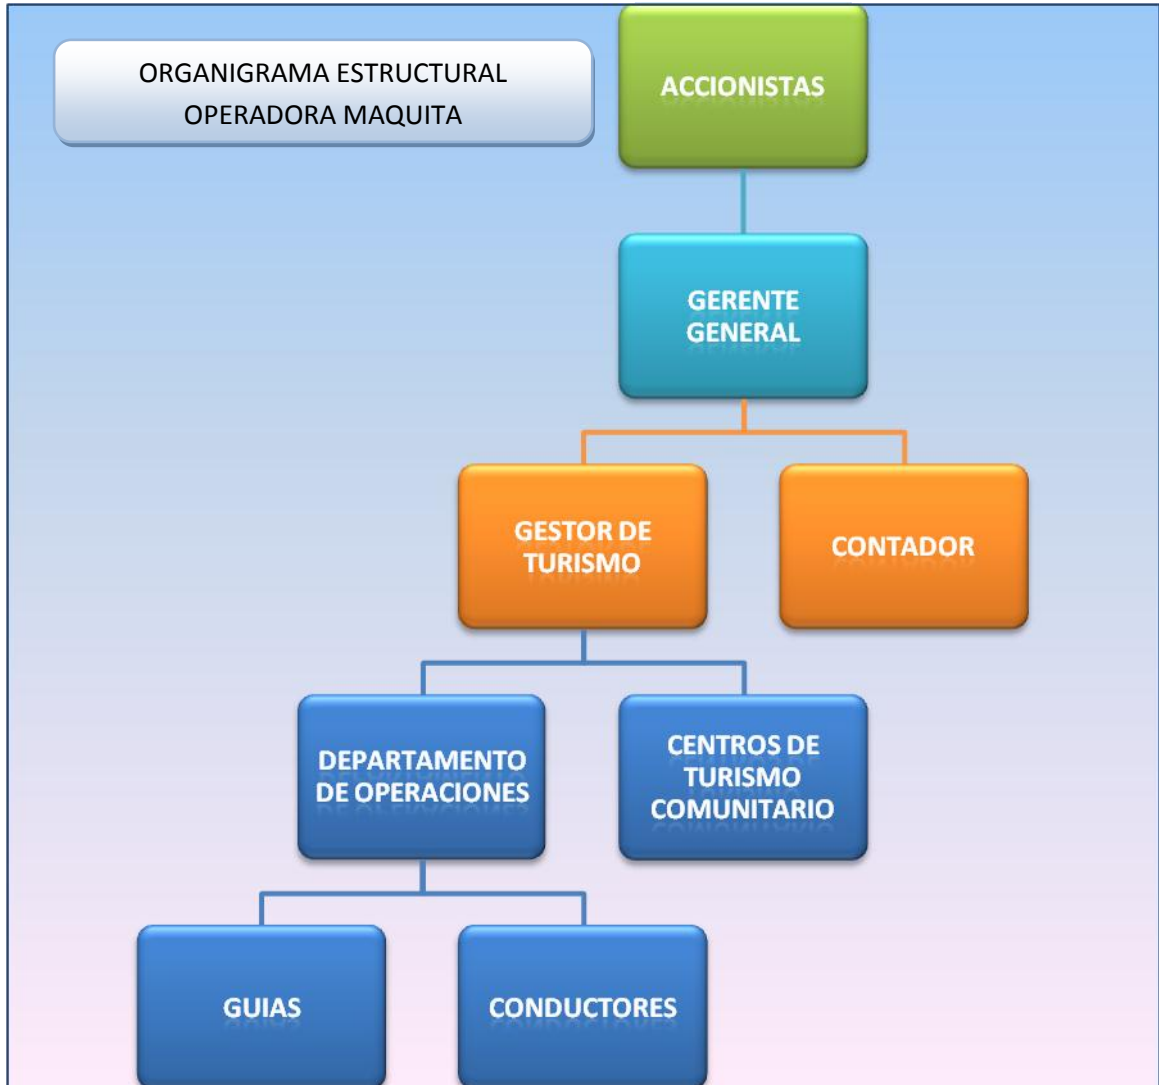 ORGANIGRAMA ESTRUCTURAL
OPERADORA MAQUITA
ACCIONISTAS
GERENTE
GENERAL
GESTOR DE
TURISMO
CONTADOR
DEPARTAMENTO
DE OPERACIONES
CENTROS DE
TURISMO
COMUNITARIO
GUIAS
CONDUCTORES